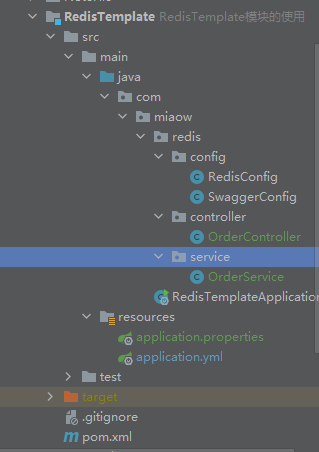 RedisTemplate RedisTemplate模块的使用
src
main
java
com
miaow
redis
config
RedisConfig
SwaggerConfig
controller
OrderController
service
OrderService
RedisTemplateApplication
resources
application.properties
application.yml
test
target
.gitignore
pom.xml